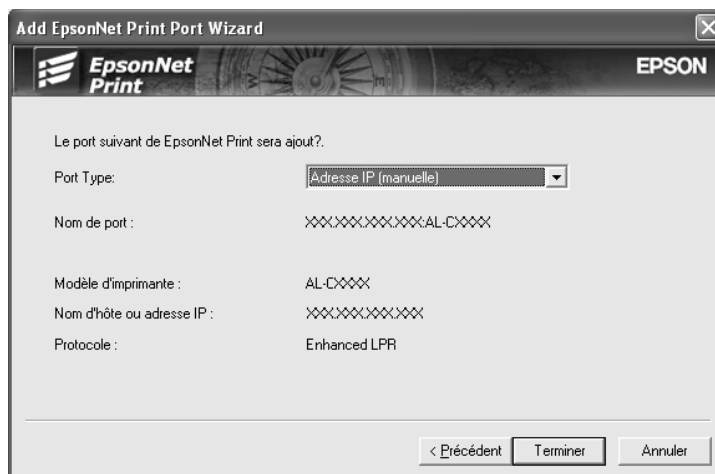 Add EpsonNet Print Port Wizard
EpsonNet
Print
EPSON
Le port suivant de EpsonNet Print sera ajout?.
Port Type: Adresse IP (manuelle)
Nom de port : XXX.XXX.XXX.XXX:AL-CXXXX
Modèle d'imprimante : AL-CXXXX
Nom d'hôte ou adresse IP : XXX.XXX.XXX.XXX
Protocole : Enhanced LPR
< Précédent Terminer Annuler